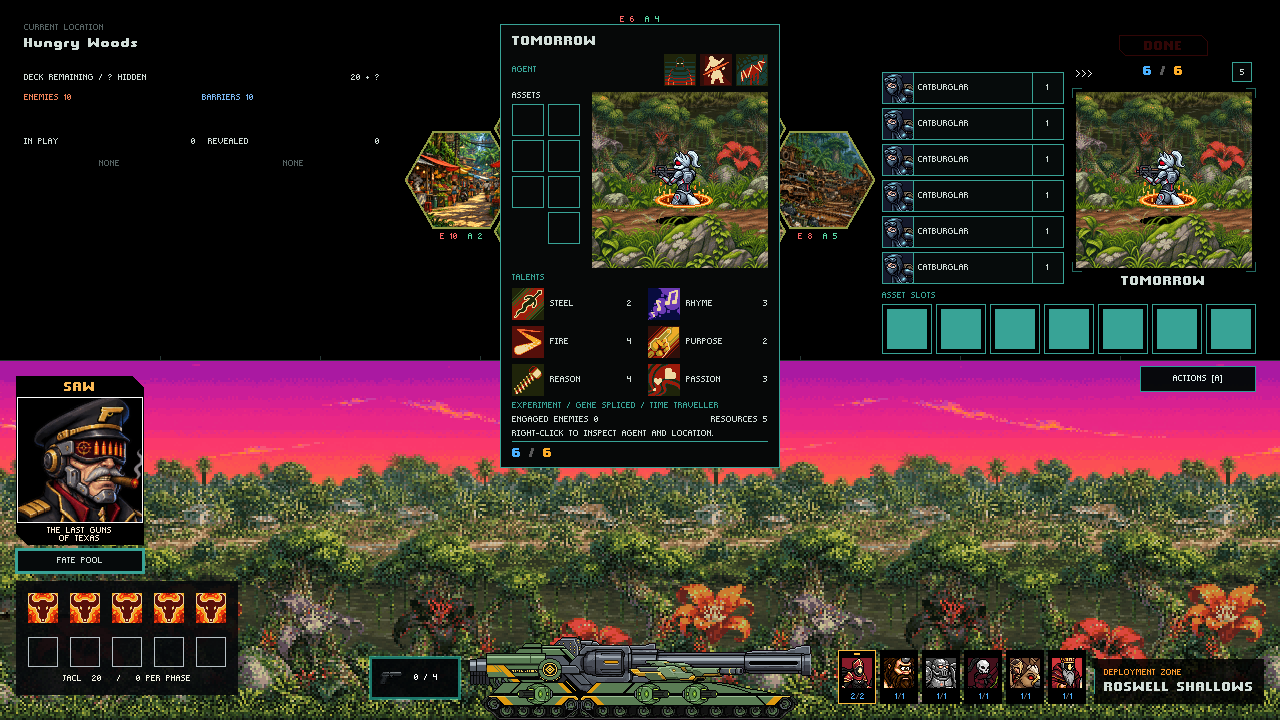 CURRENT LOCATION
Hungry Woods
DECK REMAINING / ? HIDDEN 20 + ?
ENEMIES 10 BARRIERS 10
IN PLAY 0 REVEALED 0
NONE NONE
E 10 A 2
E 6 A 4
TOMORROW
AGENT
ASSETS
TALENTS
STEEL 2 RHYME 3
FIRE 4 PURPOSE 2
REASON 4 PASSION 3
EXPERIMENT / GENE SPLICED / TIME TRAVELLER
ENGAGED ENEMIES 0 RESOURCES 5
RIGHT-CLICK TO INSPECT AGENT AND LOCATION.
6 / 6
E 8 A 5
DONE
>>> 6 / 6 5
CATBURGLAR 1
CATBURGLAR 1
CATBURGLAR 1
CATBURGLAR 1
CATBURGLAR 1
CATBURGLAR 1
TOMORROW
ASSET SLOTS
ACTIONS [A]
SAW
THE LAST GUNS
OF TEXAS
FATE POOL
JACL 20 / 0 PER PHASE
0 / 4
2/2 1/1 1/1 1/1 1/1 1/1
DEPLOYMENT ZONE
ROSWELL SHALLOWS